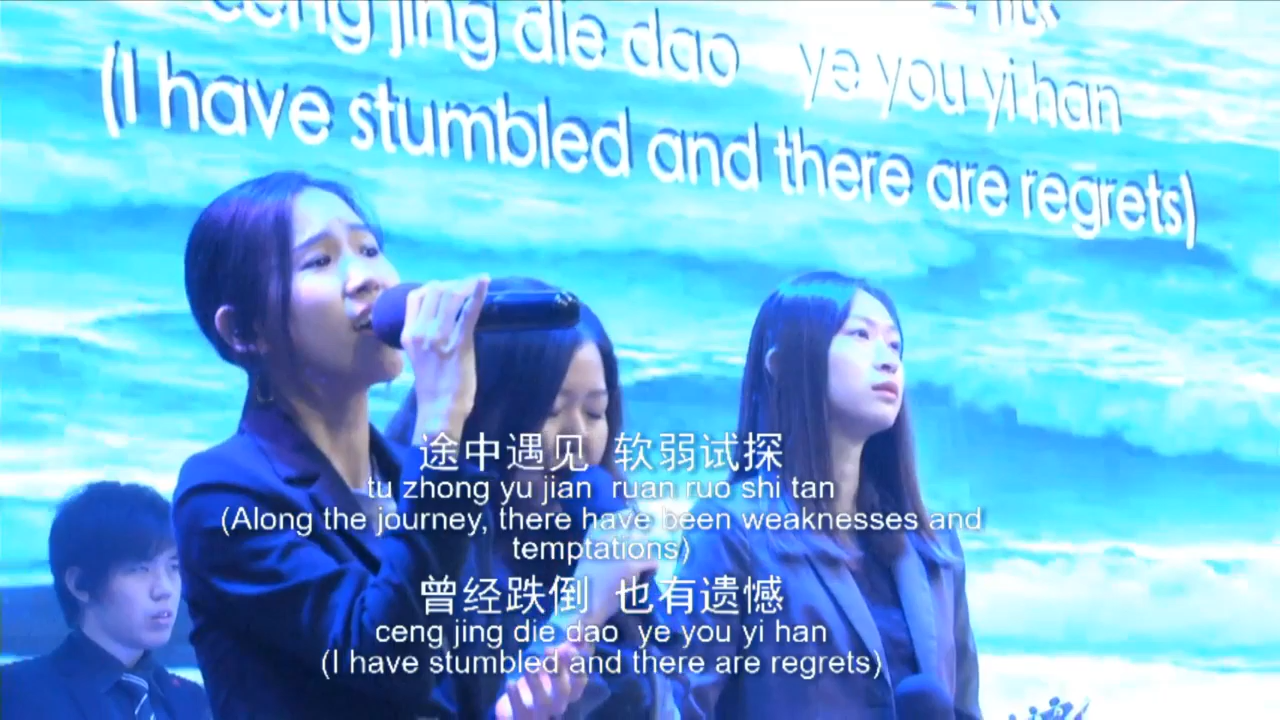 ceng jing die dao ye you yi han
(I have stumbled and there are regrets)
途中遇见 软弱试探
tu zhong yu jian ruan ruo shi tan
(Along the journey, there have been weaknesses and
temptations)
曾经跌倒 也有遗憾
ceng jing die dao ye you yi han
(I have stumbled and there are regrets)